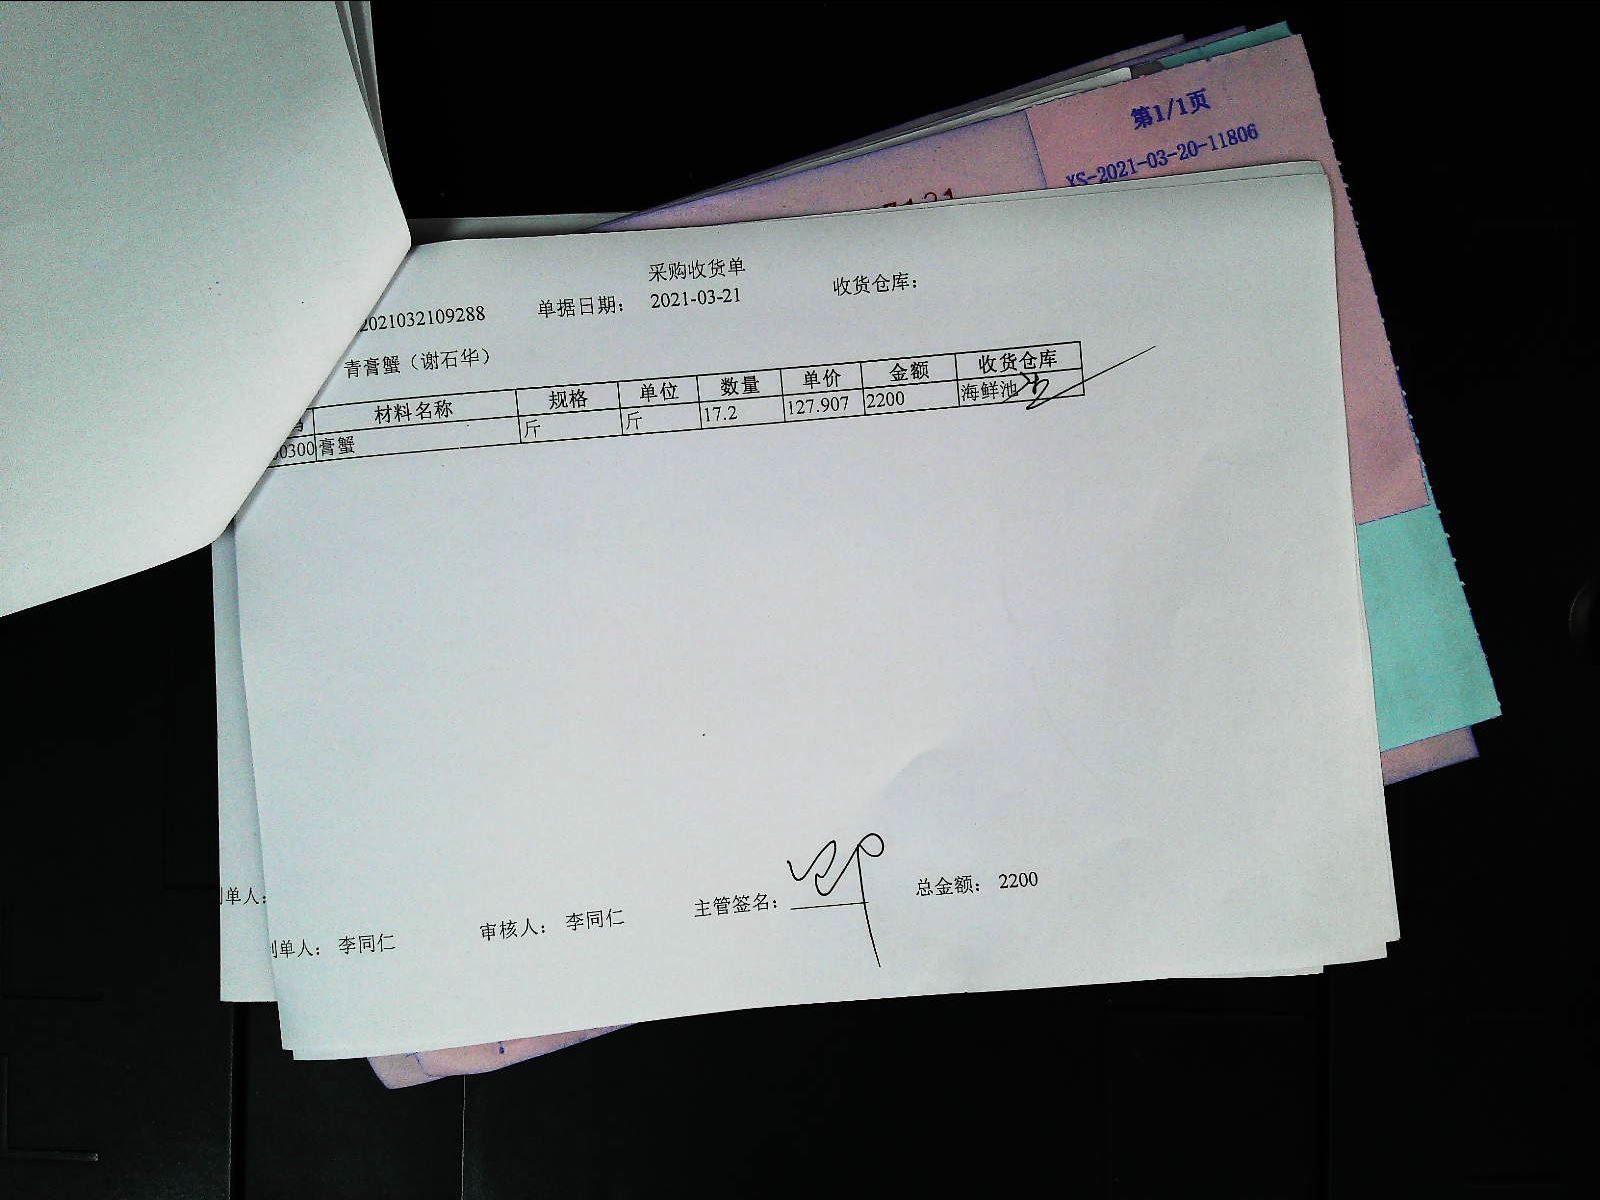 第1/1页
XS-2021-03-20-11806
采购收货单
2021032109288 单据日期： 2021-03-21 收货仓库：
青膏蟹（谢石华）
材料名称 规格 单位 数量 单价 金额 收货仓库
00300 膏蟹 斤 斤 17.2 127.907 2200 海鲜池
单人：
制单人： 李同仁 审核人： 李同仁 主管签名： 总金额： 2200